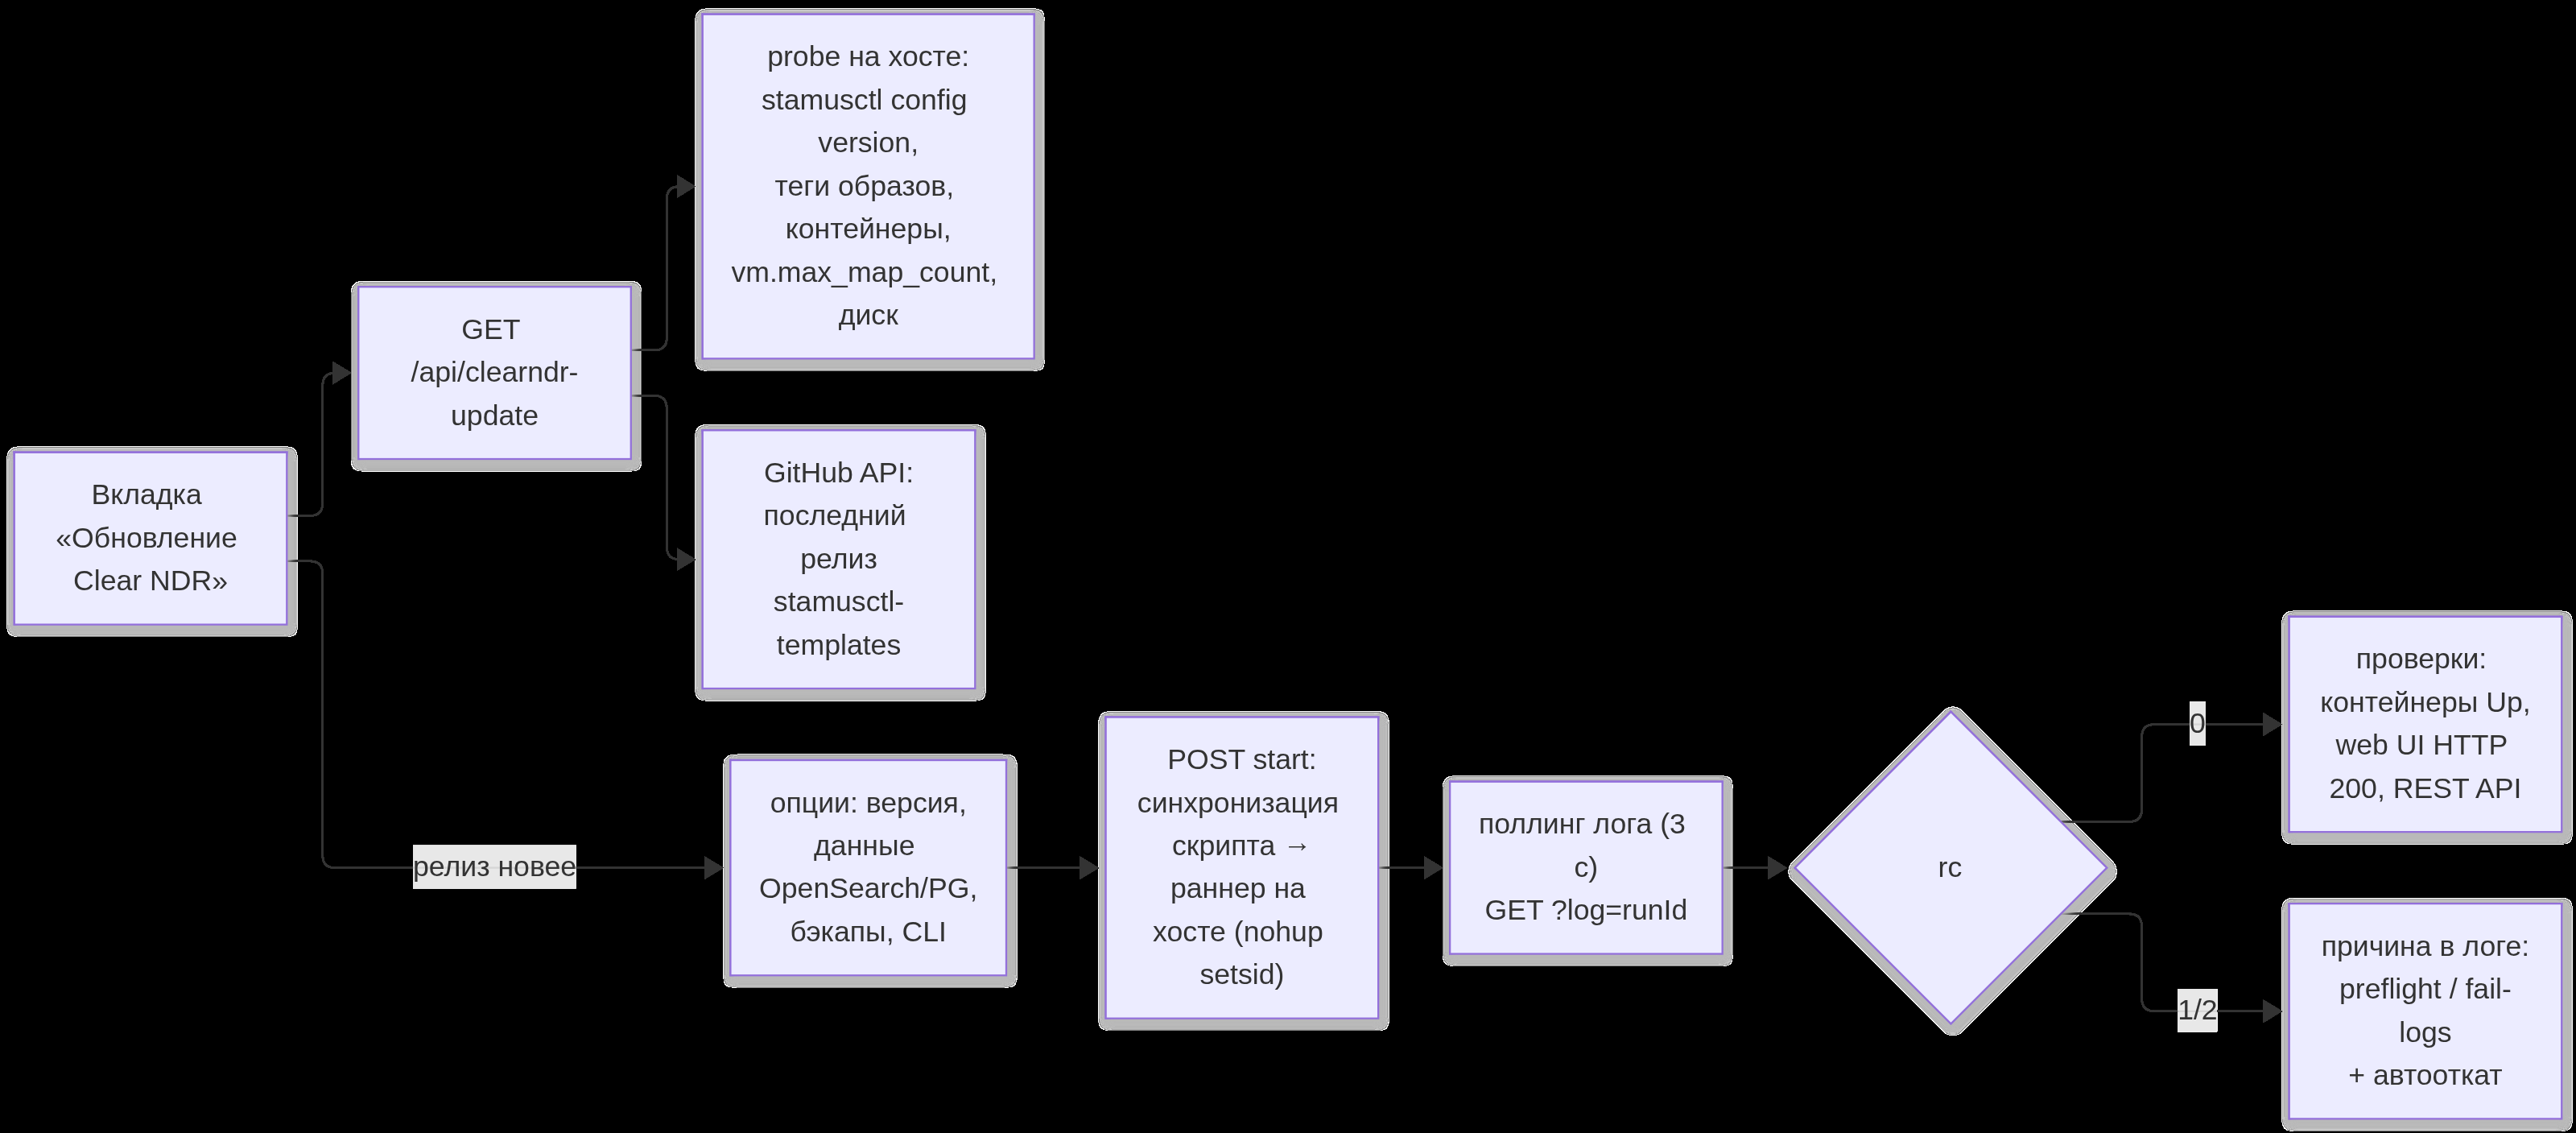 probe на хосте:
stamusctl config
version,
теги образов,
контейнеры,
vm.max_map_count,
диск
GET
/api/clearndr-
update
Вкладка
«Обновление
Clear NDR»
GitHub API:
последний
релиз
stamusctl-
templates
релиз новее
опции: версия,
данные
OpenSearch/PG,
бэкапы, CLI
POST start:
синхронизация
скрипта →
раннер на
хосте (nohup
setsid)
поллинг лога (3
с)
GET ?log=runId
rc
0
проверки:
контейнеры Up,
web UI HTTP
200, REST API
1/2
причина в логе:
preflight / fail-
logs
+ автооткат